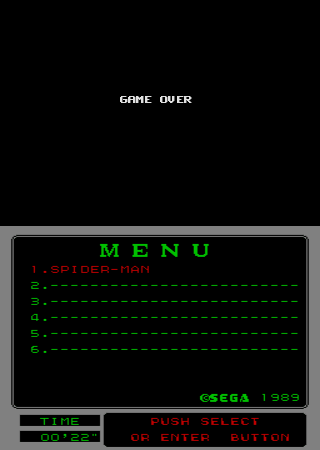 GAME OVER
MENU
1.SPIDER-MAN
2.-------------------------
3.-------------------------
4.-------------------------
5.-------------------------
6.-------------------------
©SEGA 1989
TIME
00'22"
PUSH SELECT
OR ENTER BUTTON